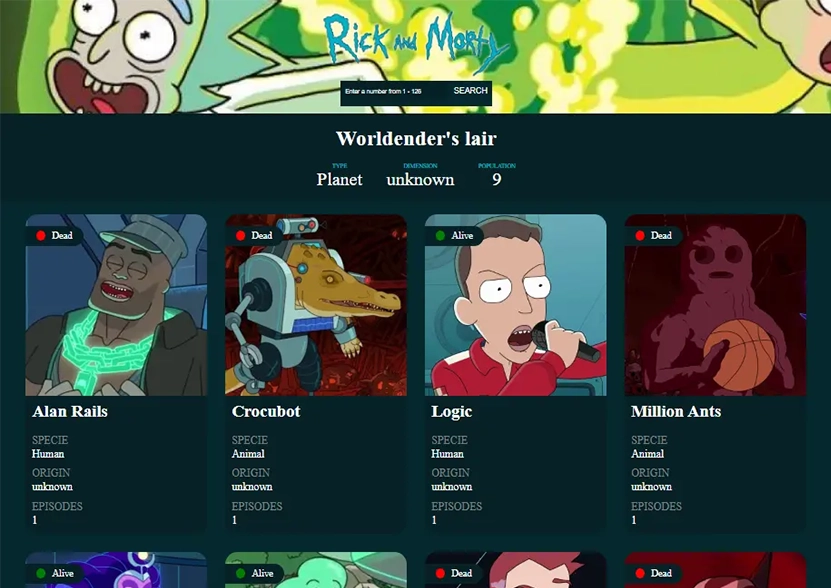 Rick and Morty
Enter a number from 1 - 126 SEARCH
Worldender's lair
TYPE DIMENSION POPULATION
Planet unknown 9
Dead Dead Alive Dead
Alan Rails Crocubot Logic Million Ants
SPECIE SPECIE SPECIE SPECIE
Human Animal Human Animal
ORIGIN ORIGIN ORIGIN ORIGIN
unknown unknown unknown unknown
EPISODES EPISODES EPISODES EPISODES
1 1 1 1
Alive Alive Dead Dead